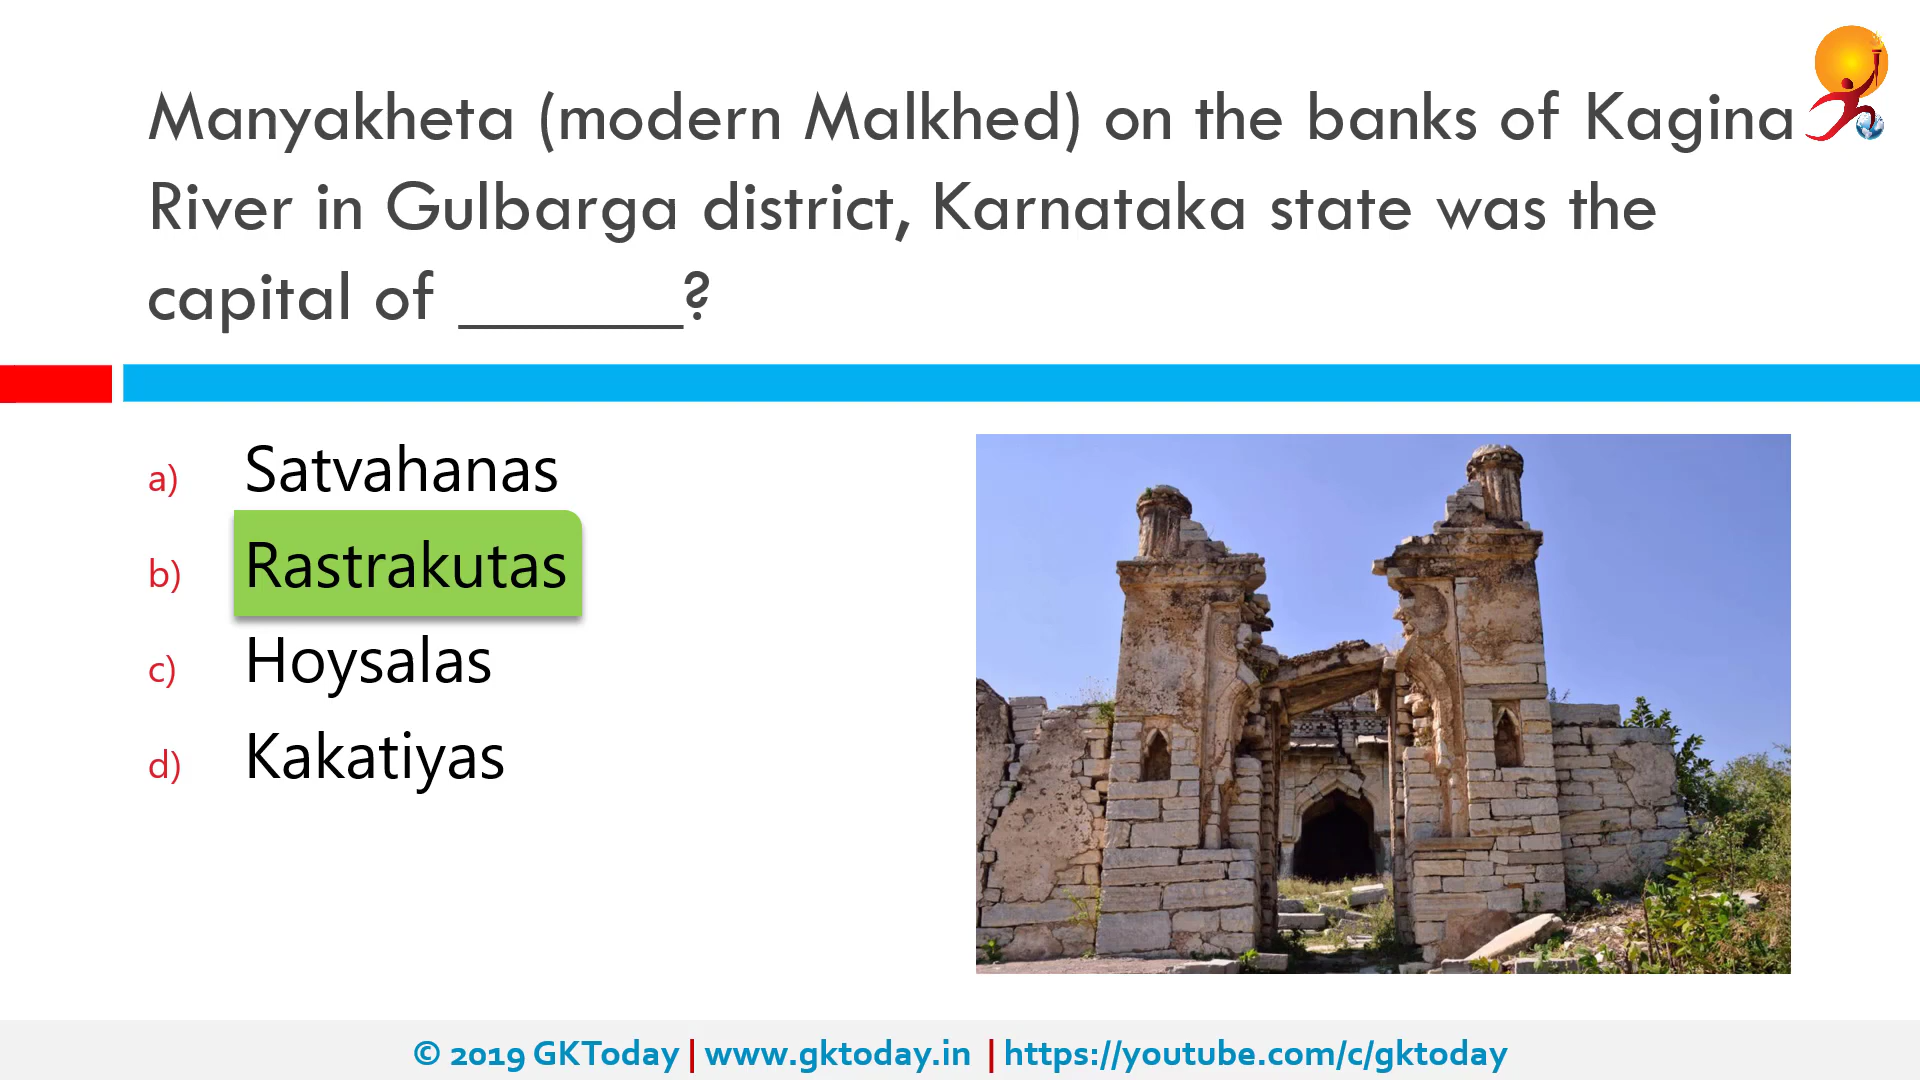 Manyakheta (modern Malkhed) on the banks of Kagina
River in Gulbarga district, Karnataka state was the
capital of _______?
a) Satvahanas
b) Rastrakutas
c) Hoysalas
d) Kakatiyas
© 2019 GKToday | www.gktoday.in | https://youtube.com/c/gktoday